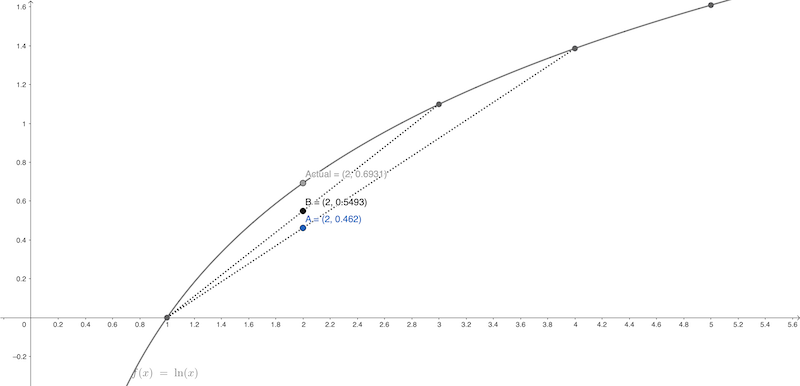 1.6
1.4
1.2
1
0.8
Actual = (2, 0.6931)
0.6
B = (2, 0.5493)
A = (2, 0.462)
0.4
0.2
0 0.2 0.4 0.6 0.8 1 1.2 1.4 1.6 1.8 2 2.2 2.4 2.6 2.8 3 3.2 3.4 3.6 3.8 4 4.2 4.4 4.6 4.8 5 5.2 5.4 5.6
−0.2
f(x) = ln(x)